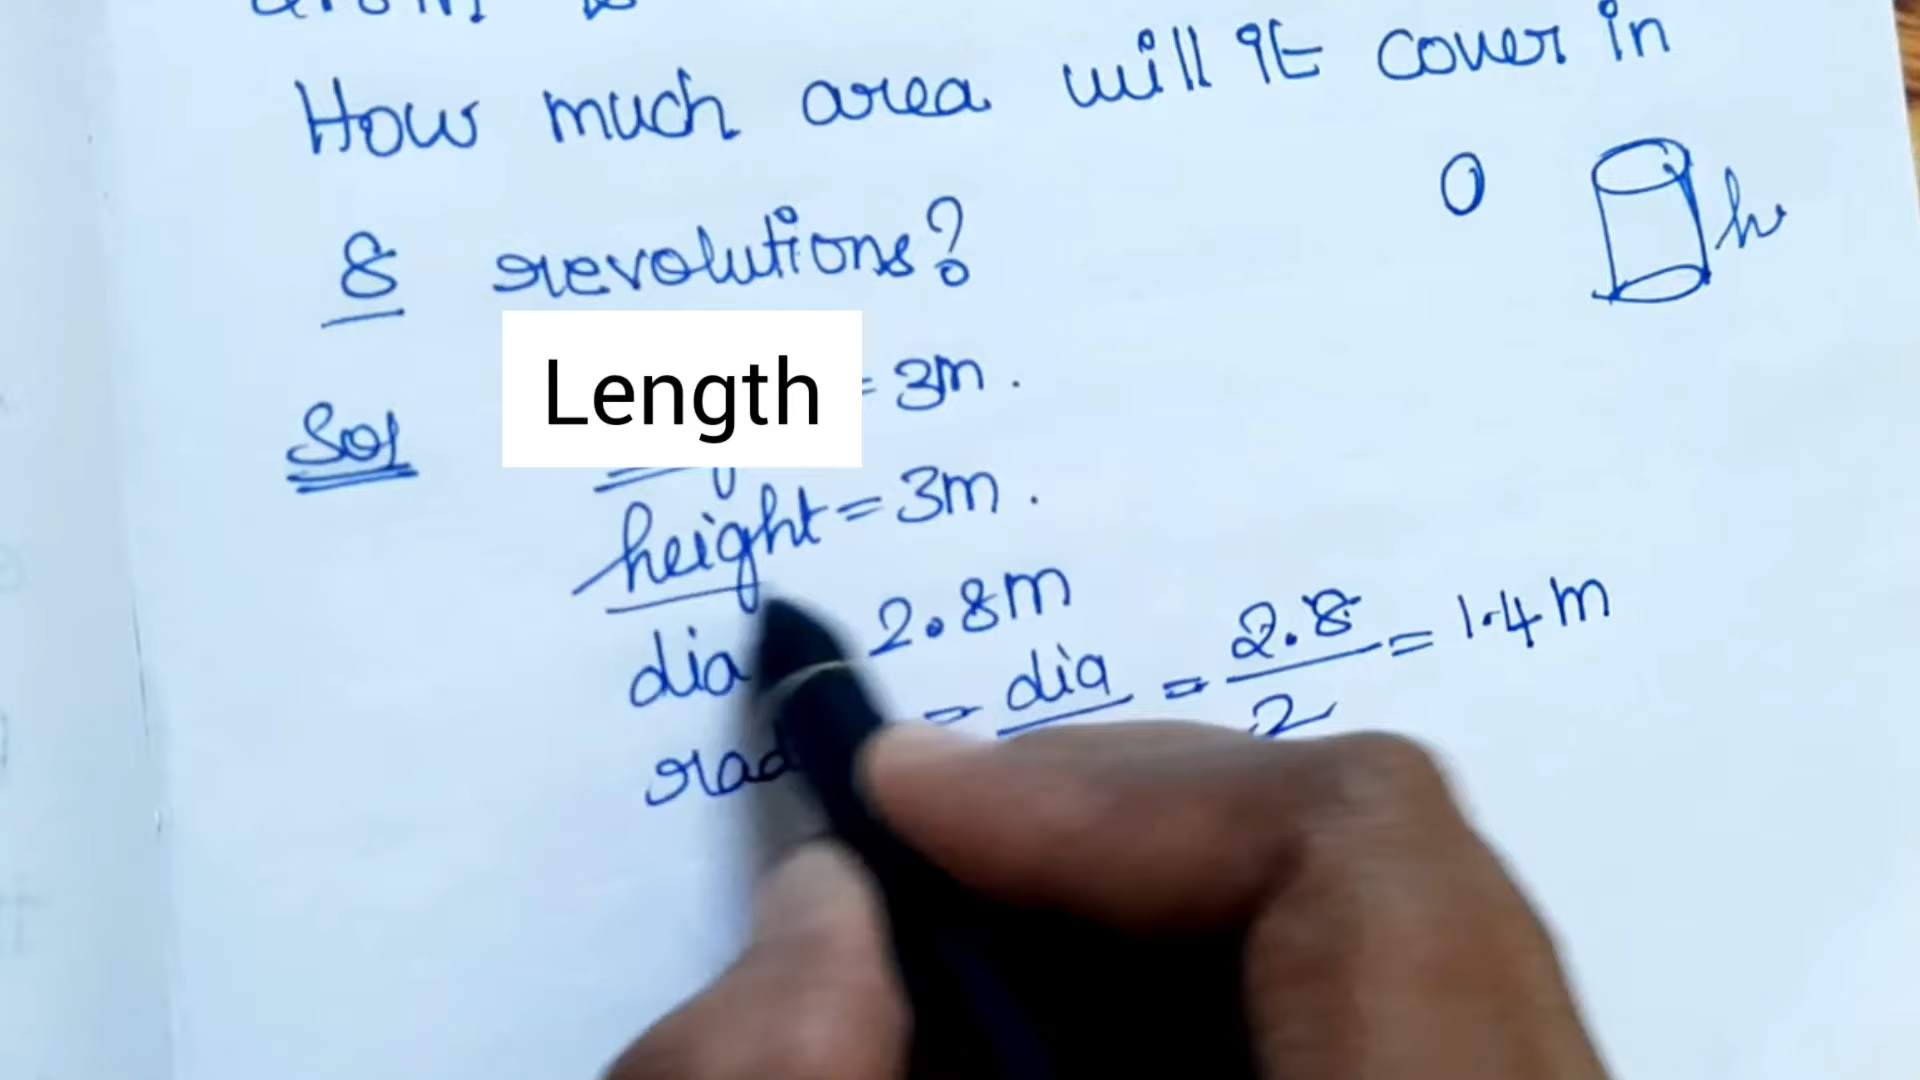 How much area will it cover in
8 revolutions?
h
Sol
Length = 3m.
height = 3m.
dia 2.8m
= dia = 2.8 = 1.4m
2